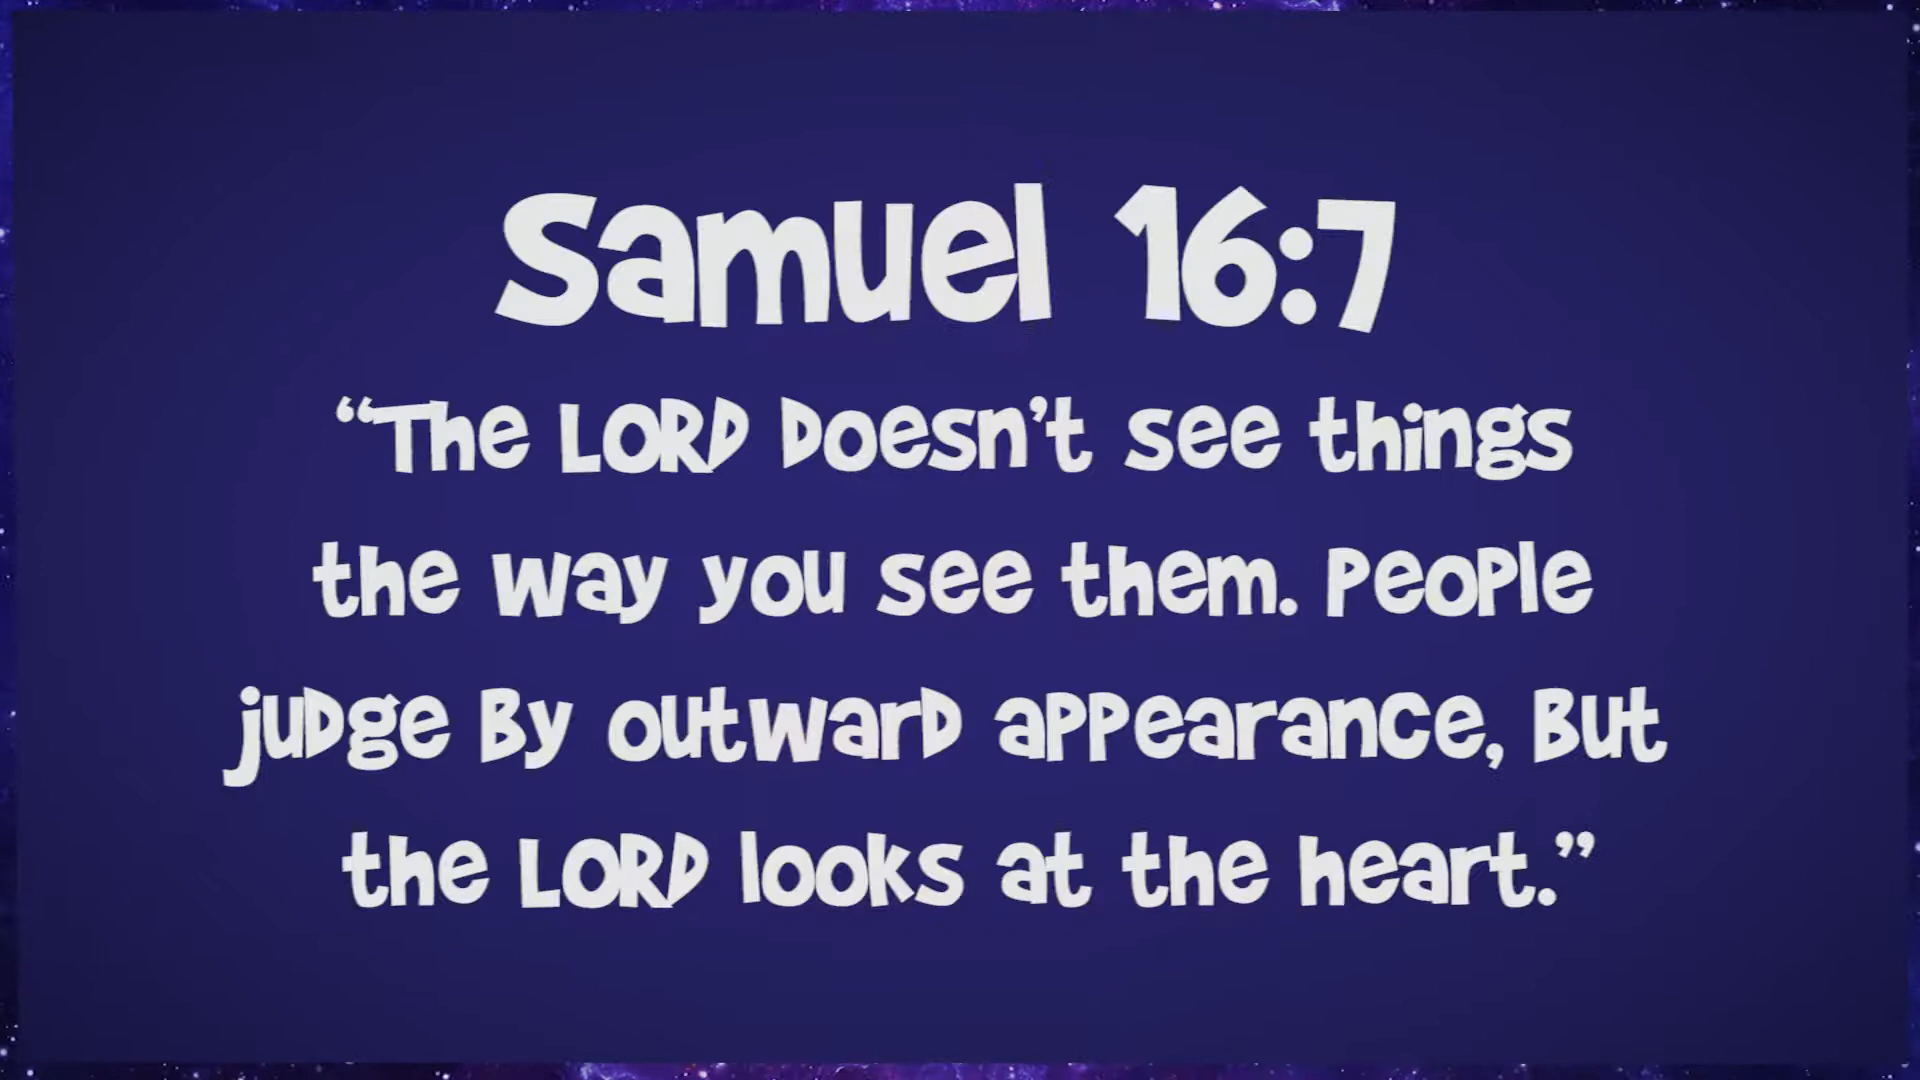 Samuel 16:7
“The LORD Doesn’t see things
the way you see them. People
judge By outward appearance, But
the LORD looks at the heart.”